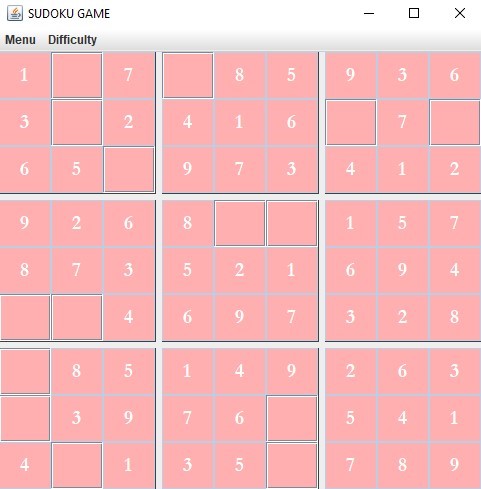 SUDOKU GAME
Menu Difficulty
1 7 8 5 9 3 6
3 2 4 1 6 7
6 5 9 7 3 4 1 2
9 2 6 8 1 5 7
8 7 3 5 2 1 6 9 4
4 6 9 7 3 2 8
8 5 1 4 9 2 6 3
3 9 7 6 5 4 1
4 1 3 5 7 8 9